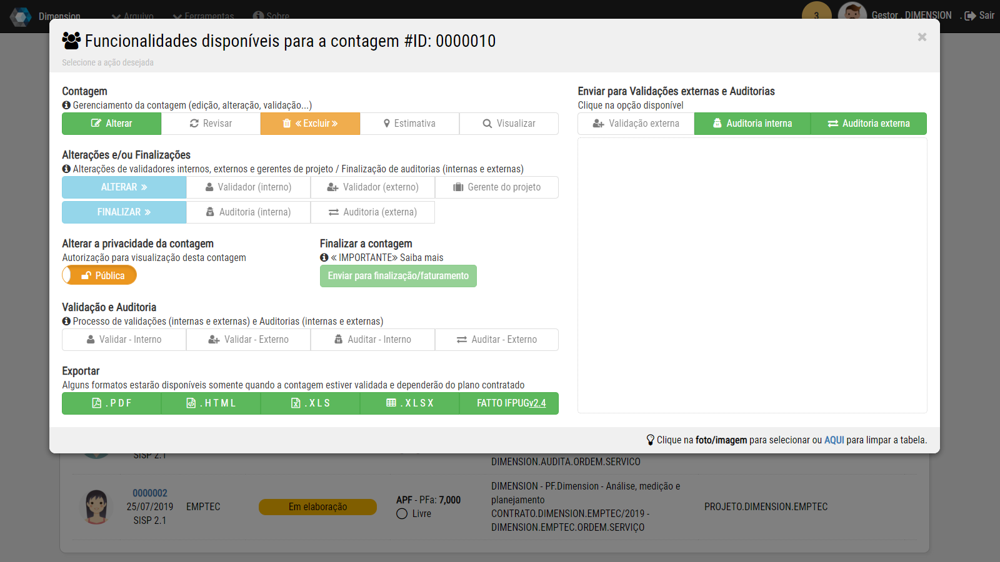 Dimension
Arquivo
Ferramentas
Sobre
3
Gestor . DIMENSION
. Sair
Funcionalidades disponíveis para a contagem #ID: 0000010
×
Selecione a ação desejada
Contagem
Gerenciamento da contagem (edição, alteração, validação...)
Alterar
Revisar
« Excluir »
Estimativa
Visualizar
Enviar para Validações externas e Auditorias
Clique na opção disponível
Validação externa
Auditoria interna
Auditoria externa
Alterações e/ou Finalizações
Alterações de validadores internos, externos e gerentes de projeto / Finalização de auditorias (internas e externas)
ALTERAR »
Validador (interno)
Validador (externo)
Gerente do projeto
FINALIZAR »
Auditoria (interna)
Auditoria (externa)
Alterar a privacidade da contagem
Autorização para visualização desta contagem
Pública
Finalizar a contagem
« IMPORTANTE» Saiba mais
Enviar para finalização/faturamento
Validação e Auditoria
Processo de validações (internas e externas) e Auditorias (internas e externas)
Validar - Interno
Validar - Externo
Auditar - Interno
Auditar - Externo
Exportar
Alguns formatos estarão disponíveis somente quando a contagem estiver validada e dependerão do plano contratado
. P D F
. H T M L
. X L S
. X L S X
FATTO IFPUGv2.4
Clique na foto/imagem para selecionar ou AQUI para limpar a tabela.
SISP 2.1
DIMENSION.AUDITA.ORDEM.SERVICO
0000002
25/07/2019
SISP 2.1
EMPTEC
Em elaboração
APF - PFa: 7,000
Livre
DIMENSION - PF.Dimension - Análise, medição e
planejamento
CONTRATO.DIMENSION.EMPTEC/2019 -
DIMENSION.EMPTEC.ORDEM.SERVIÇO
PROJETO.DIMENSION.EMPTEC